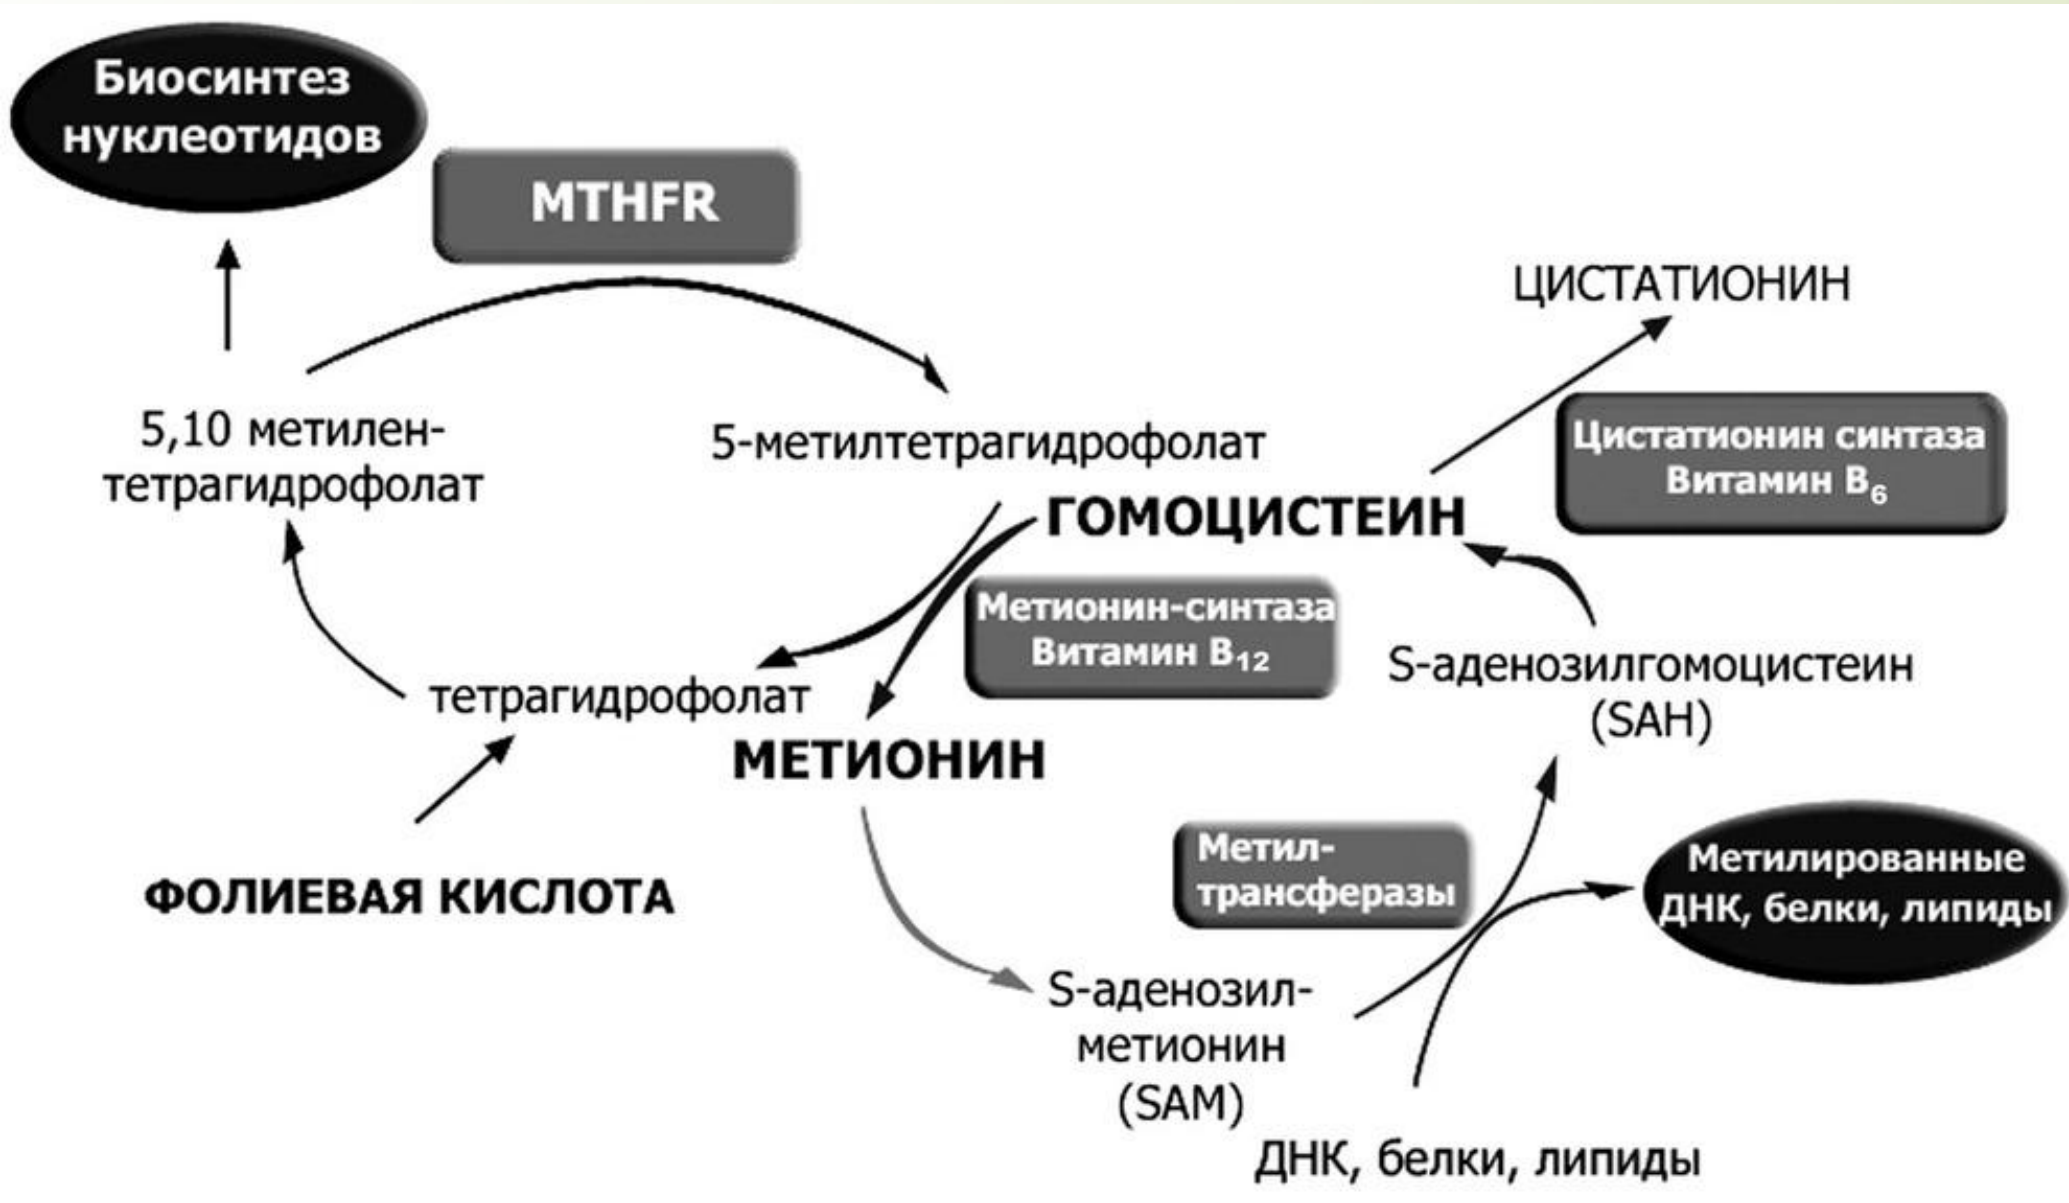 Биосинтез
нуклеотидов
MTHFR
ЦИСТАТИОНИН
5,10 метилен-
тетрагидрофолат
5-метилтетрагидрофолат
Цистатионин синтаза
Витамин B₆
ГОМОЦИСТЕИН
Метионин-синтаза
Витамин B₁₂
S-аденозилгомоцистеин
(SAH)
тетрагидрофолат
МЕТИОНИН
ФОЛИЕВАЯ КИСЛОТА
Метил-
трансферазы
Метилированные
ДНК, белки, липиды
S-аденозил-
метионин
(SAM)
ДНК, белки, липиды